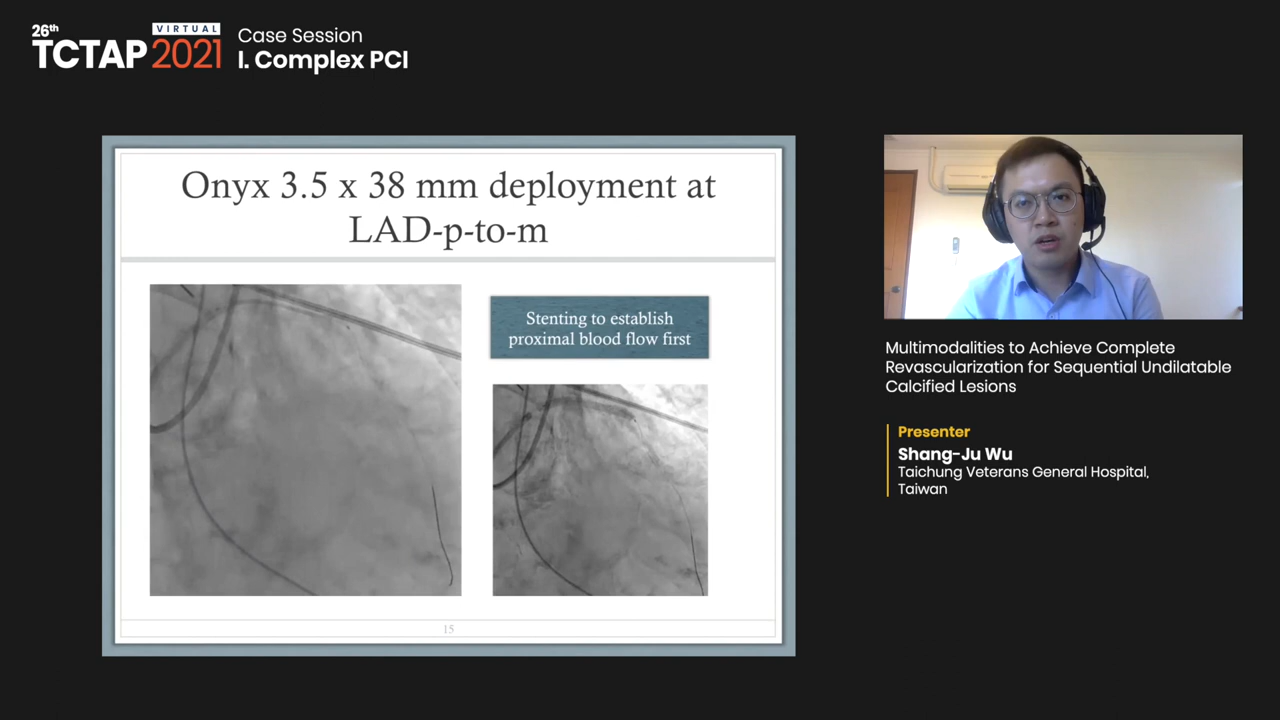 26th
VIRTUAL
TCTAP 2021
Case Session
I. Complex PCI
Onyx 3.5 x 38 mm deployment at
LAD-p-to-m
Stenting to establish
proximal blood flow first
15
Multimodalities to Achieve Complete
Revascularization for Sequential Undilatable
Calcified Lesions
Presenter
Shang-Ju Wu
Taichung Veterans General Hospital,
Taiwan